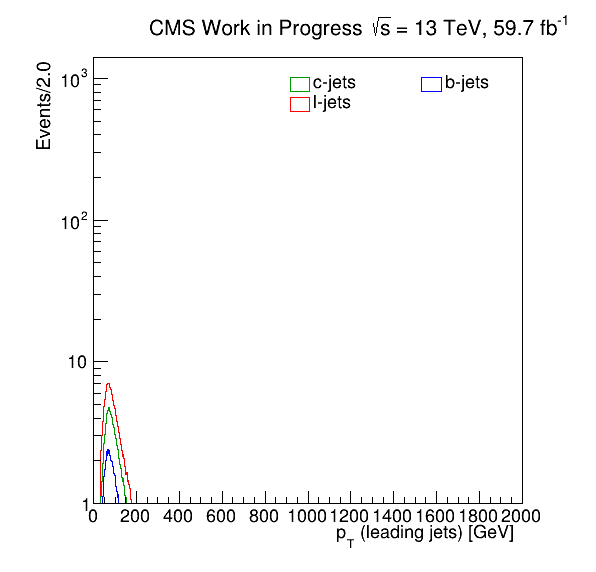 CMS Work in Progress √s = 13 TeV, 59.7 fb⁻¹
Events/2.0
10³
10²
10
1
c-jets b-jets
l-jets
0 200 400 600 800 1000 1200 1400 1600 1800 2000
p_T (leading jets) [GeV]